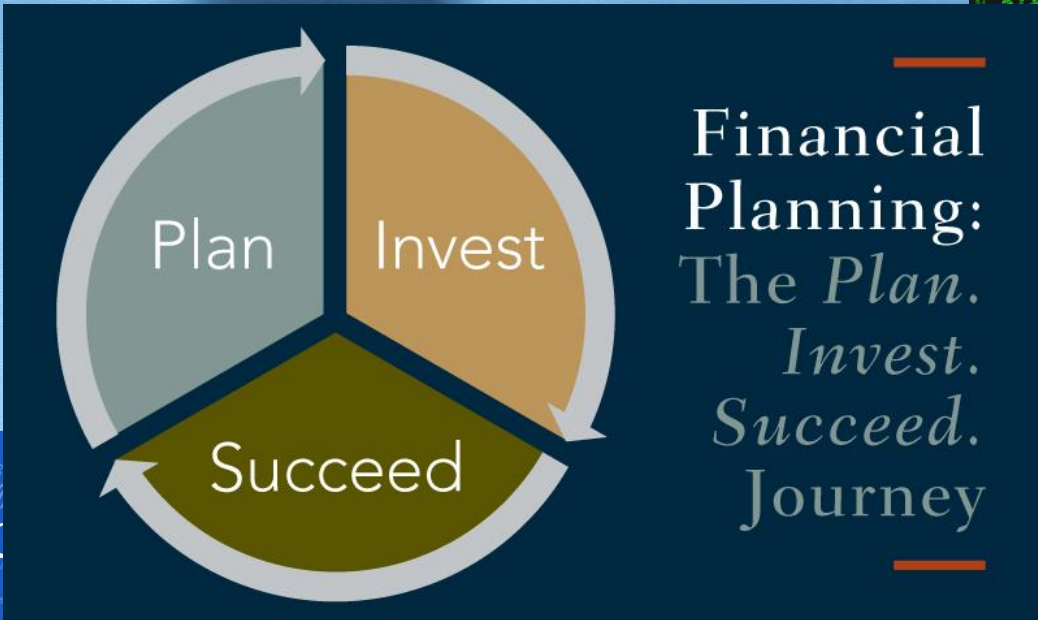 Plan
Invest
Succeed
Financial
Planning:
The Plan.
Invest.
Succeed.
Journey